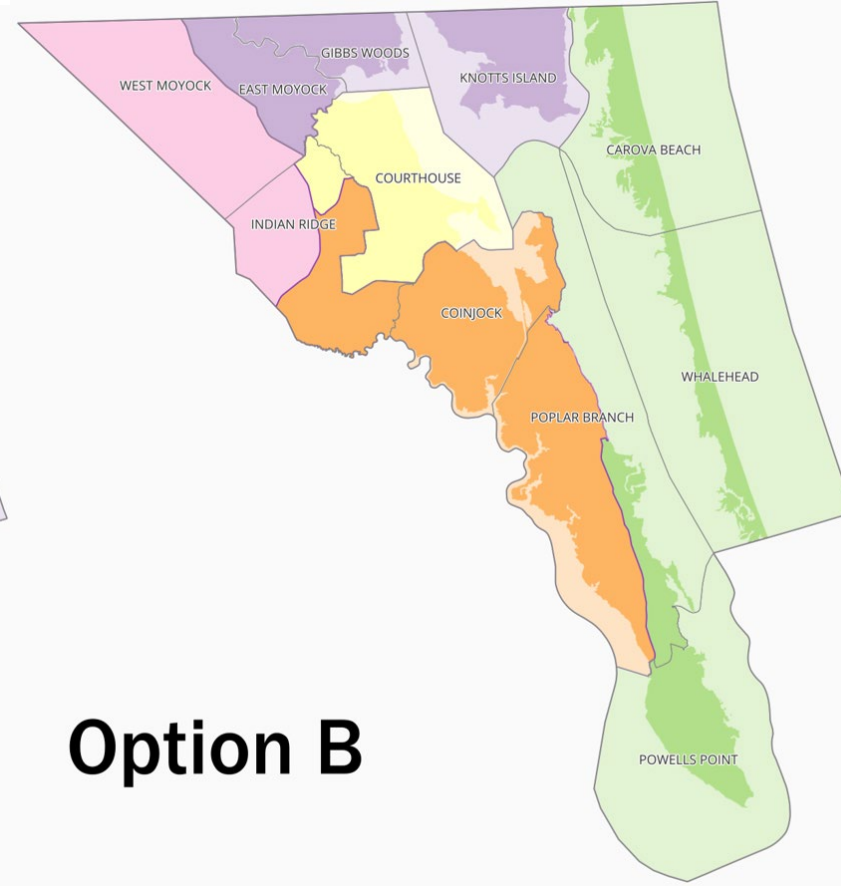 GIBBS WOODS
WEST MOYOCK
EAST MOYOCK
KNOTTS ISLAND
CAROVA BEACH
COURTHOUSE
INDIAN RIDGE
COINJOCK
WHALEHEAD
POPLAR BRANCH
Option B
POWELLS POINT